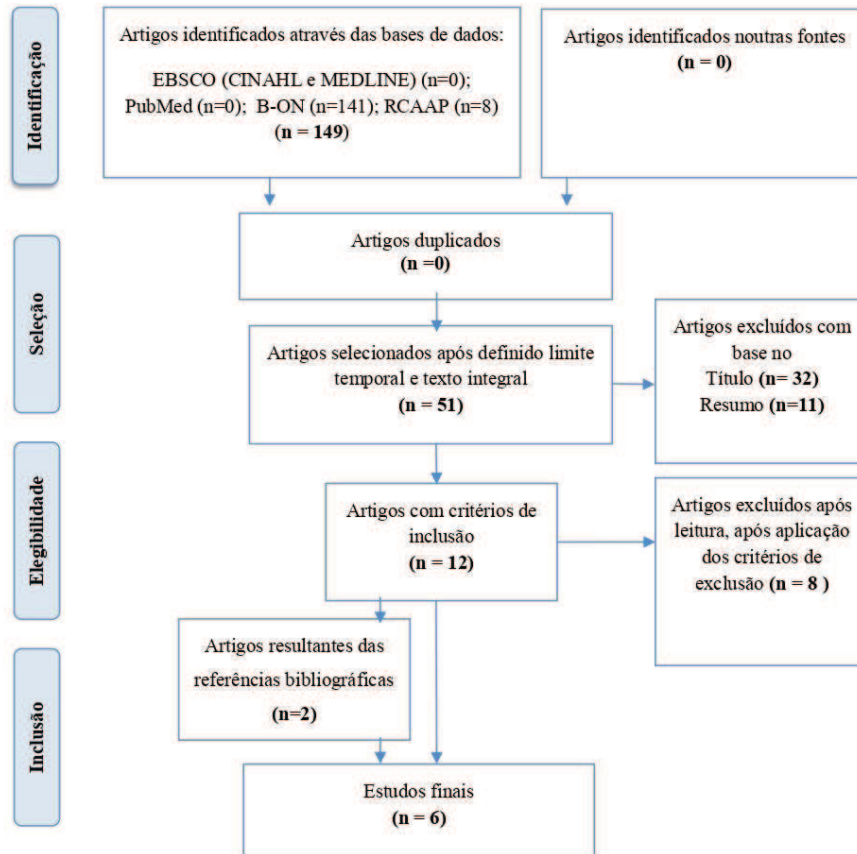 Identificação
Artigos identificados através das bases de dados:
EBSCO (CINAHL e MEDLINE) (n=0);
PubMed (n=0); B-ON (n=141); RCAAP (n=8)
(n = 149)
Artigos identificados noutras fontes
(n = 0)
Seleção
Artigos duplicados
(n =0)
Artigos selecionados após definido limite
temporal e texto integral
(n = 51)
Artigos excluídos com
base no
Título (n= 32)
Resumo (n=11)
Elegibilidade
Artigos com critérios de
inclusão
(n = 12)
Artigos excluídos após
leitura, após aplicação
dos critérios de
exclusão (n = 8 )
Inclusão
Artigos resultantes das
referências bibliográficas
(n=2)
Estudos finais
(n = 6)